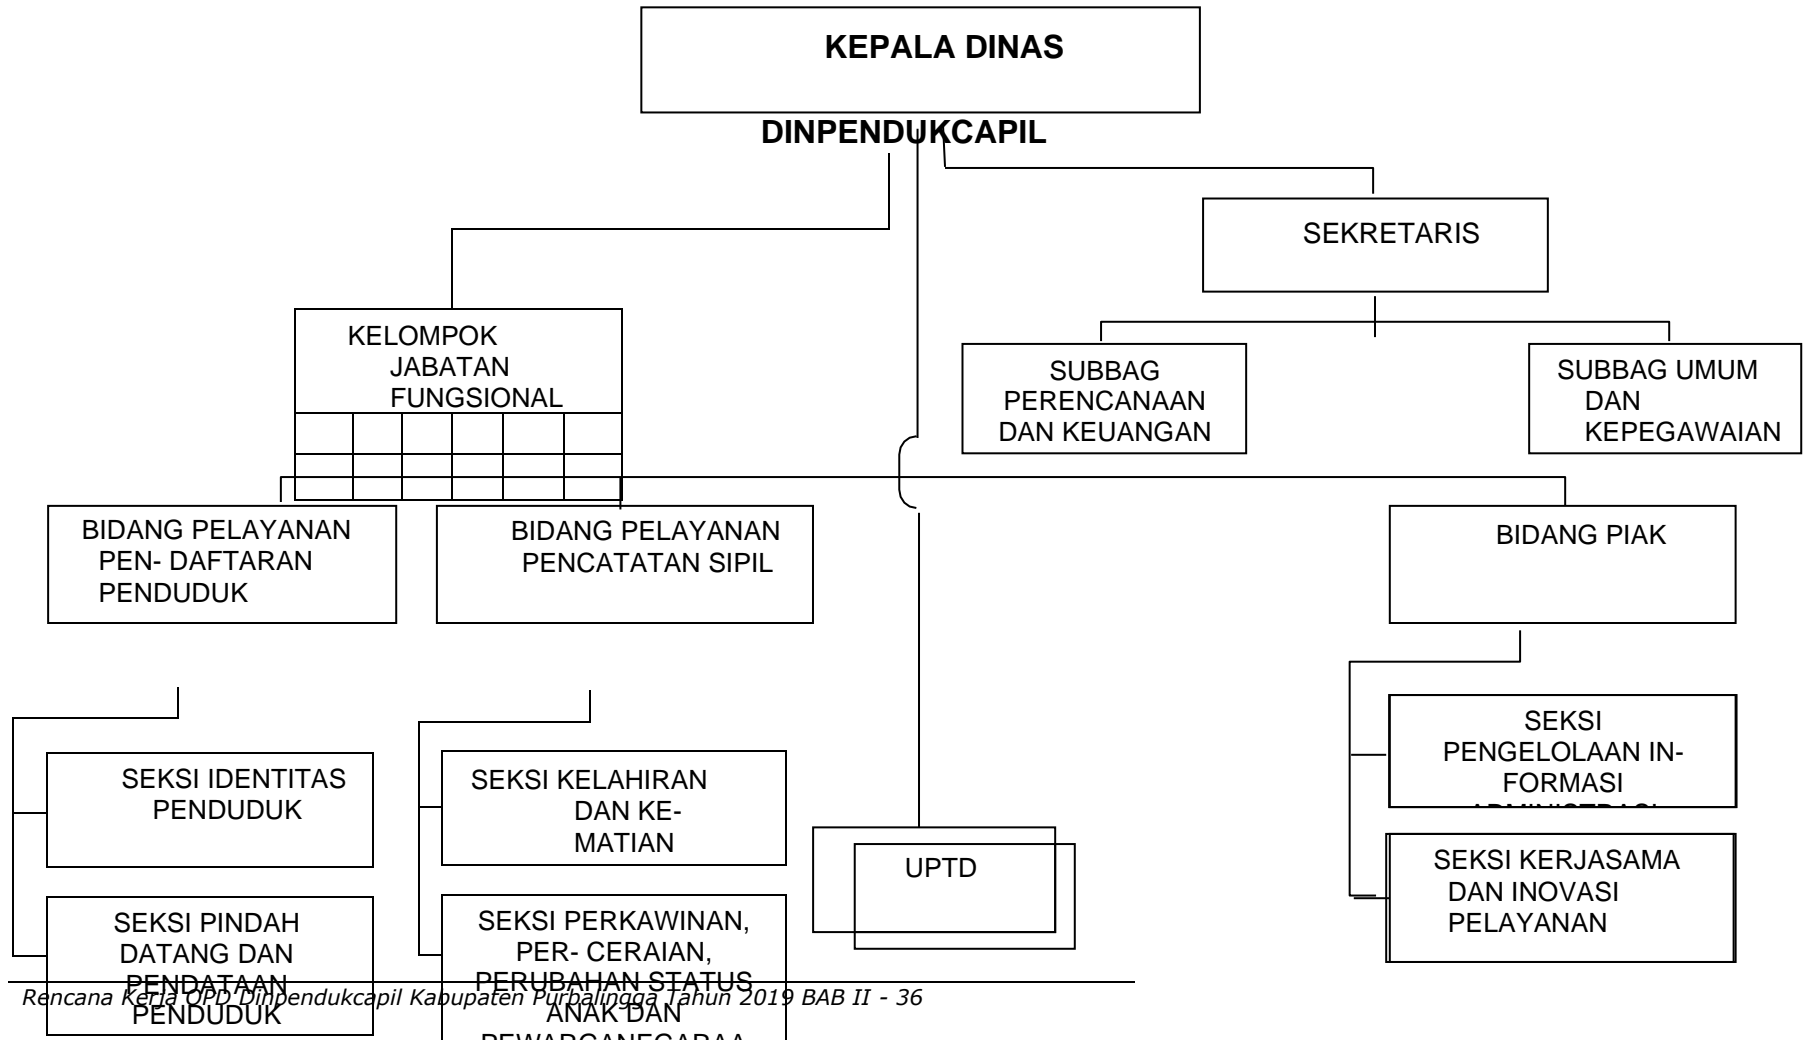 KEPALA DINAS
DINPENDUKCAPIL
SEKRETARIS
KELOMPOK
JABATAN
FUNGSIONAL
SUBBAG
PERENCANAAN
DAN KEUANGAN
SUBBAG UMUM
DAN
KEPEGAWAIAN
BIDANG PELAYANAN
PEN- DAFTARAN
PENDUDUK
BIDANG PELAYANAN
PENCATATAN SIPIL
BIDANG PIAK
SEKSI IDENTITAS
PENDUDUK
SEKSI KELAHIRAN
DAN KE-
MATIAN
UPTD
SEKSI
PENGELOLAAN IN-
FORMASI
ADMINISTRASI
SEKSI PINDAH
DATANG DAN
PENDATAAN
PENDUDUK
SEKSI PERKAWINAN,
PER- CERAIAN,
PERUBAHAN STATUS
ANAK DAN
PEWARGANEGARAA
SEKSI KERJASAMA
DAN INOVASI
PELAYANAN
Rencana Kerja OPD Dinpendukcapil Kabupaten Purbalingga Tahun 2019 BAB II - 36